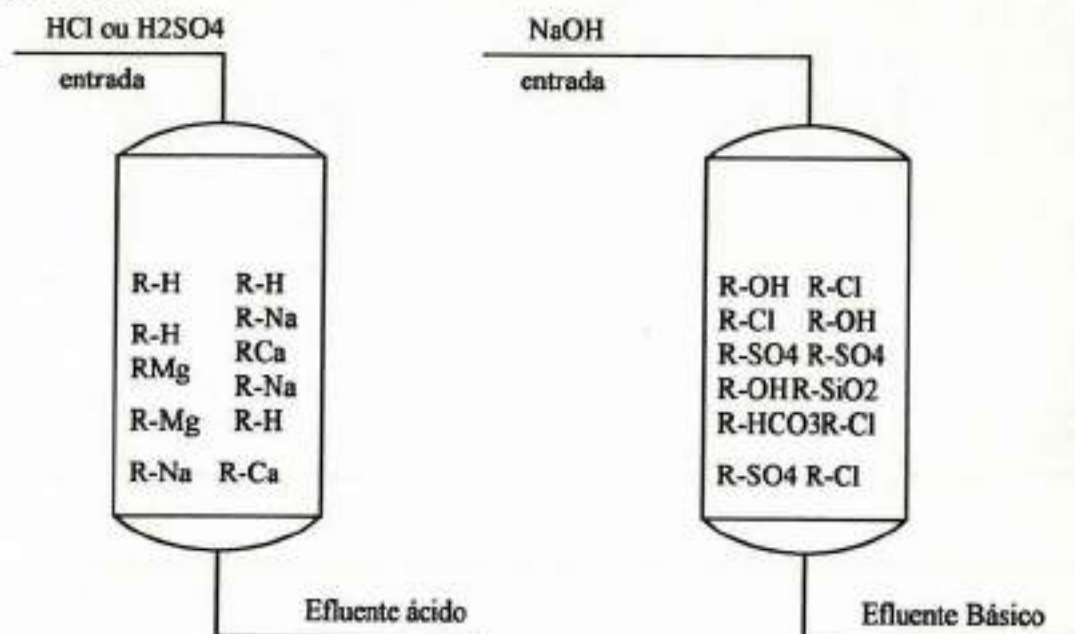 HCl ou H2SO4
entrada
R-H R-H
R-Na
R-H
RCa
RMg
R-Na
R-Mg R-H
R-Na R-Ca
Efluente ácido
NaOH
entrada
R-OH R-Cl
R-Cl R-OH
R-SO4 R-SO4
R-OHR-SiO2
R-HCO3R-Cl
R-SO4 R-Cl
Efluente Básico